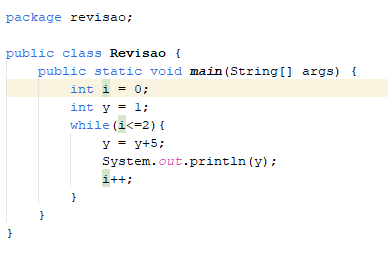 package revisao;
public class Revisao {
public static void main(String[] args) {
int i = 0;
int y = 1;
while(i<=2){
y = y+5;
System.out.println(y);
i++;
}
}
}